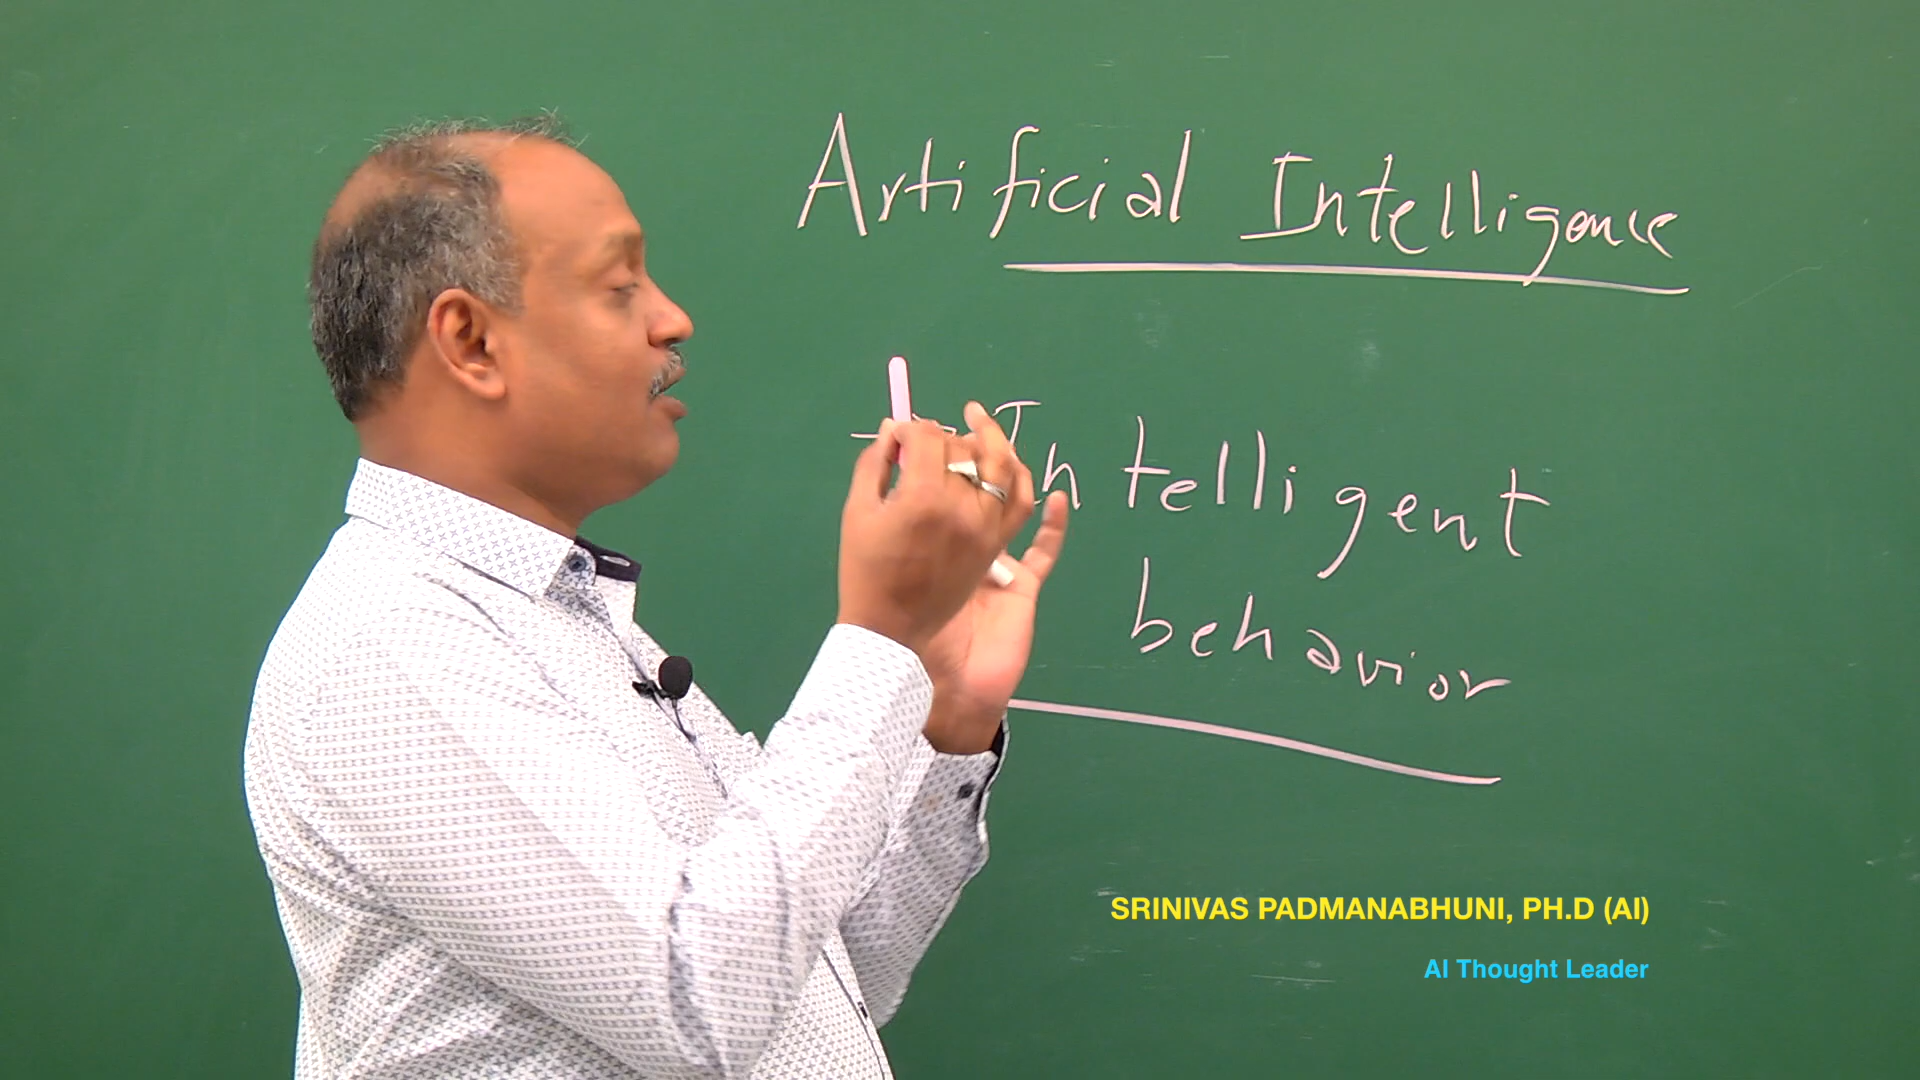 Artificial Intelligence
Intelligent
behavior
SRINIVAS PADMANABHUNI, PH.D (AI)
AI Thought Leader